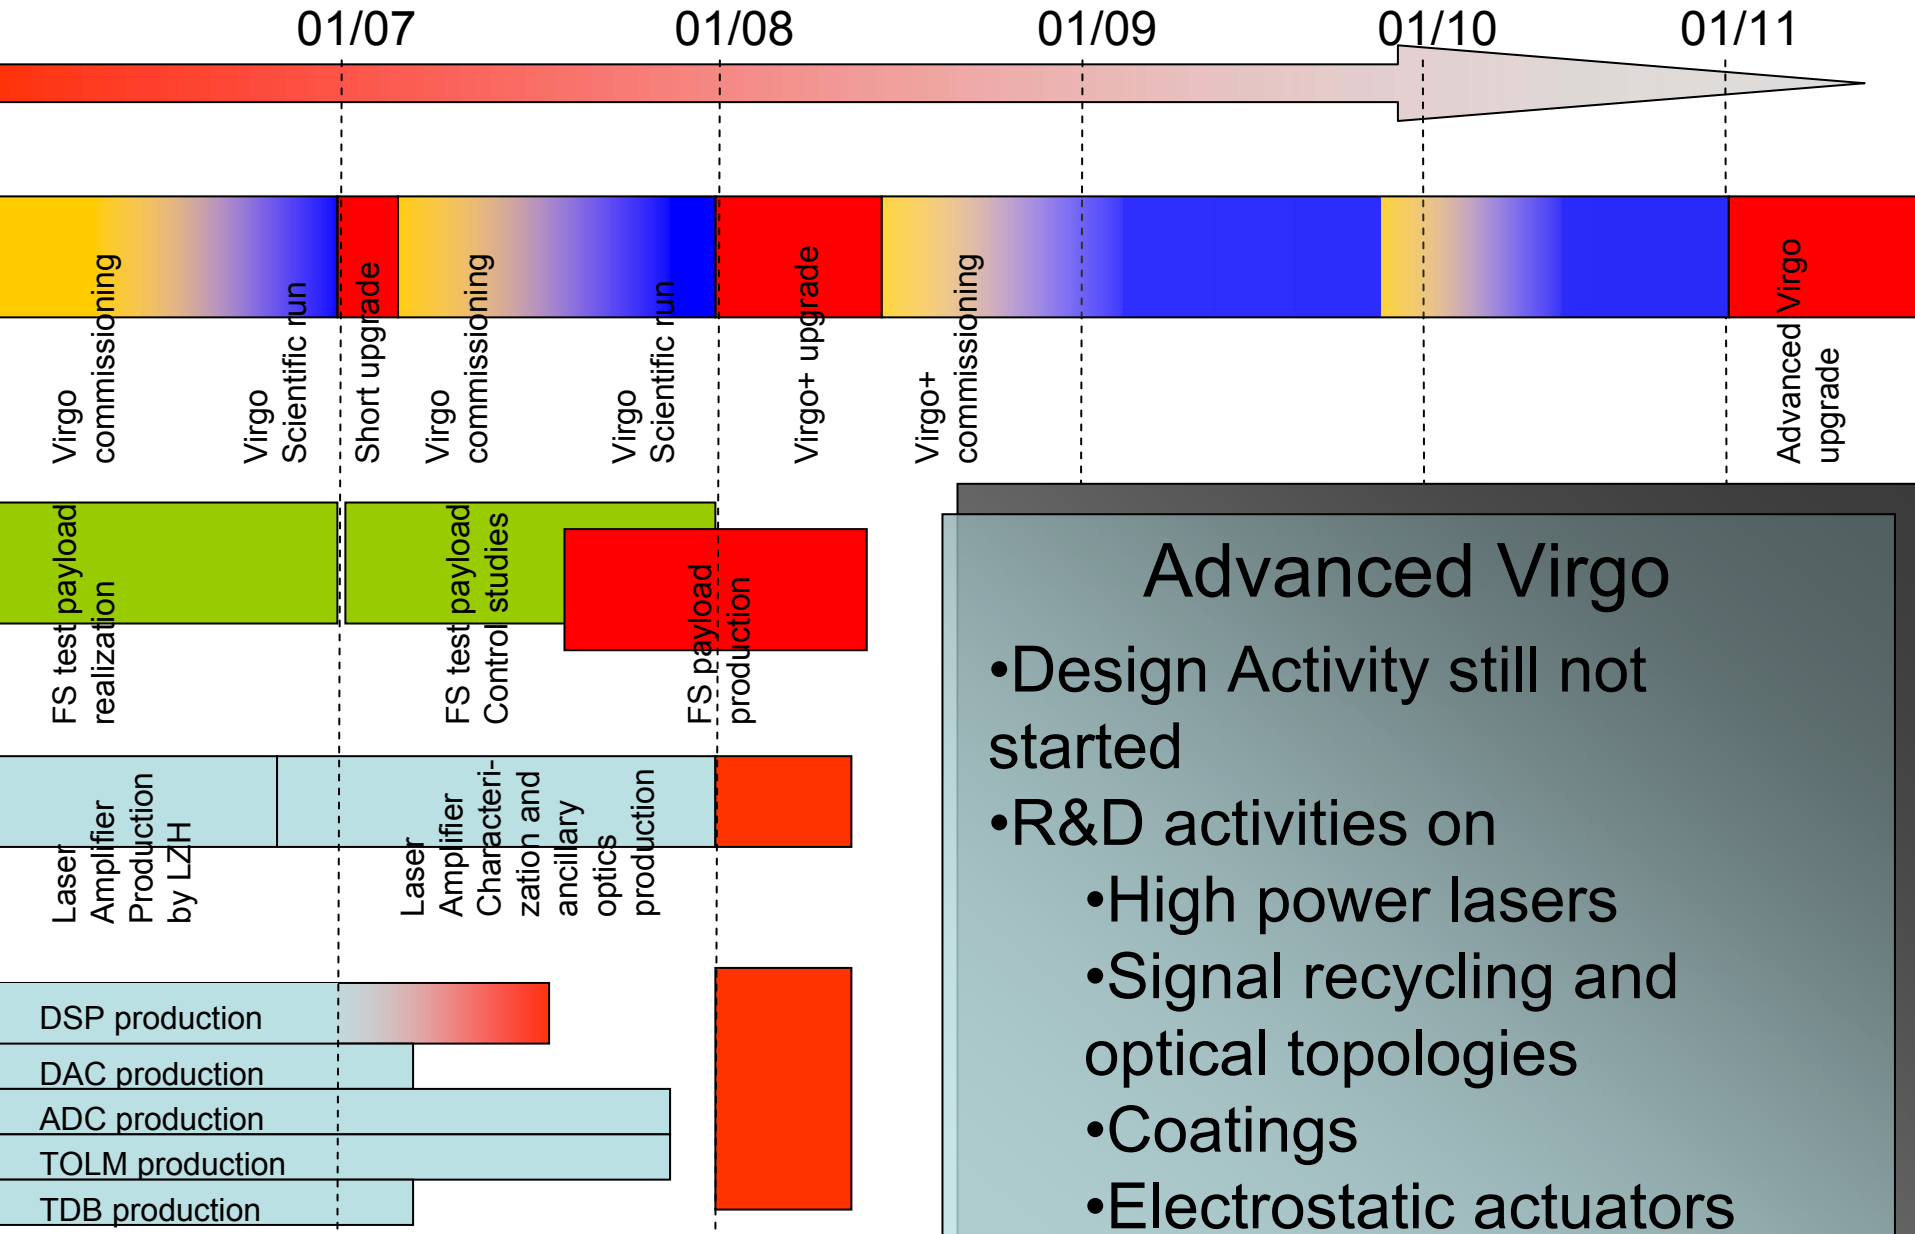 01/07
01/08
01/09
01/10
01/11
Virgo
commissioning
Virgo
Scientific run
Short upgrade
Virgo
commissioning
Virgo
Scientific run
Virgo+ upgrade
Virgo+
commissioning
Advanced Virgo
upgrade
FS test payload
realization
FS test payload
Control studies
FS payload
production
Laser
Amplifier
Production
by LZH
Laser
Amplifier
Characteri-
zation and
ancillary
optics
production
DSP production
DAC production
ADC production
TOLM production
TDB production
Advanced Virgo
•Design Activity still not
started
•R&D activities on
•High power lasers
•Signal recycling and
optical topologies
•Coatings
•Electrostatic actuators